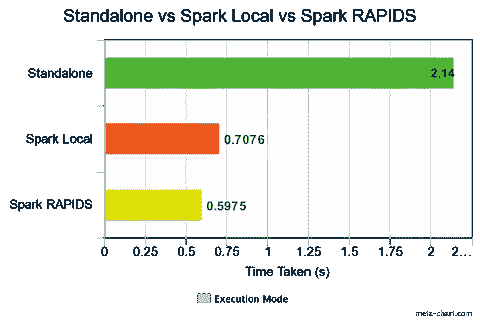 Standalone vs Spark Local vs Spark RAPIDS
Standalone
2.14
Spark Local
0.7076
Spark RAPIDS
0.5975
0 0.25 0.5 0.75 1 1.25 1.5 1.75 2 2...
Time Taken (s)
Execution Mode
meta-chart.com